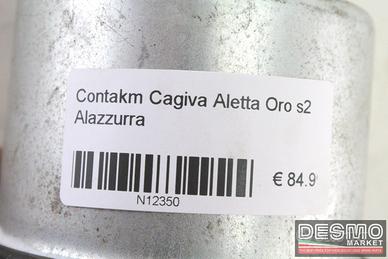 Contakm Cagiva Aletta Oro s2
Alazzurra
€ 84.9
N12350
DESMO
MARKET